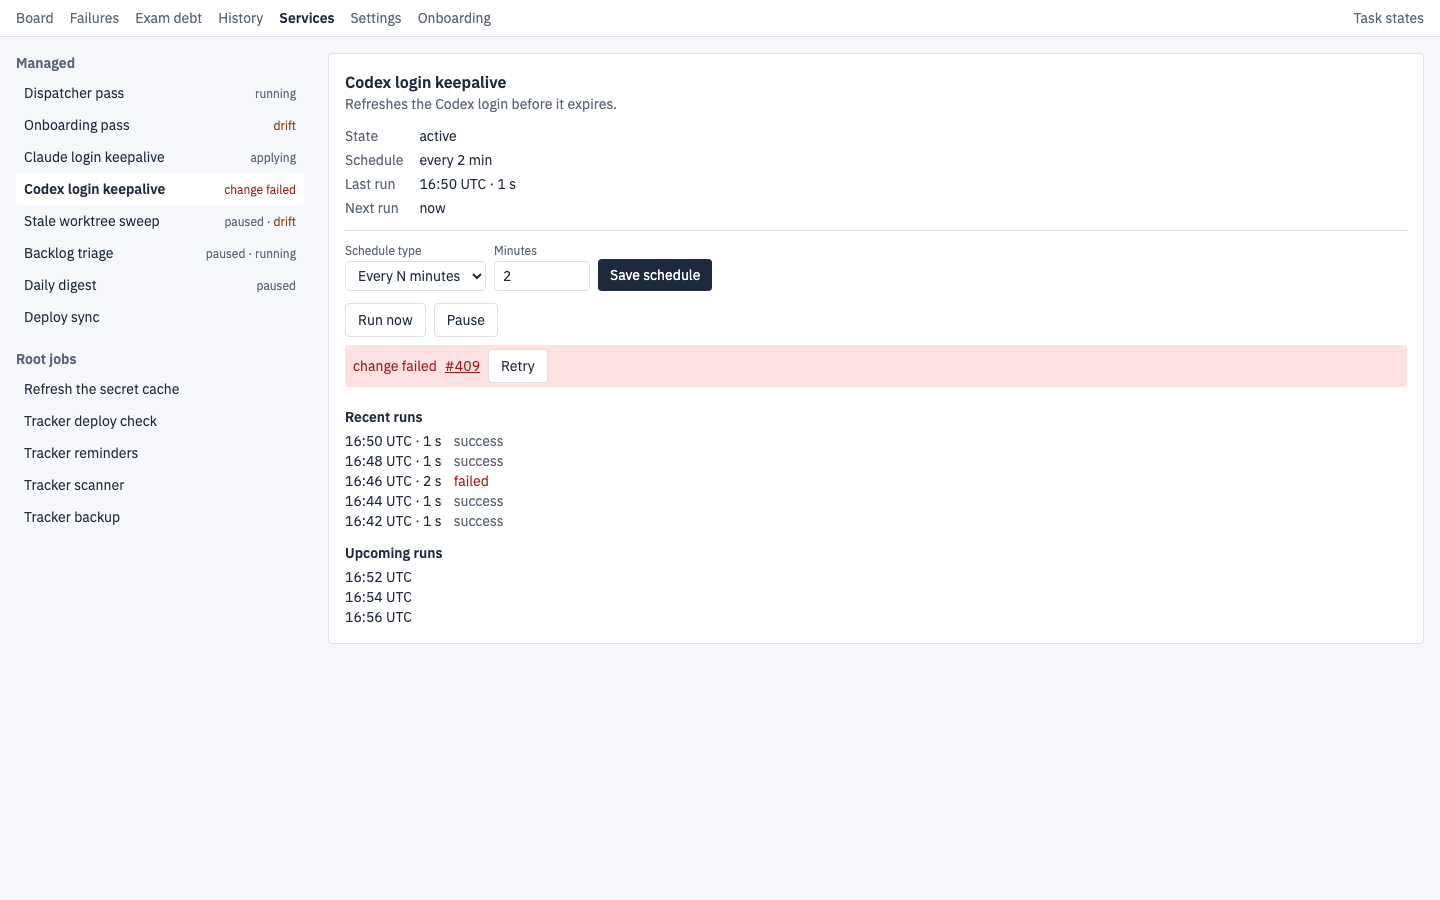 Board Failures Exam debt History Services Settings Onboarding Task states
Managed
Dispatcher pass running
Onboarding pass drift
Claude login keepalive applying
Codex login keepalive change failed
Stale worktree sweep paused · drift
Backlog triage paused · running
Daily digest paused
Deploy sync
Root jobs
Refresh the secret cache
Tracker deploy check
Tracker reminders
Tracker scanner
Tracker backup
Codex login keepalive
Refreshes the Codex login before it expires.
State active
Schedule every 2 min
Last run 16:50 UTC · 1 s
Next run now
Schedule type Minutes
Every N minutes 2 Save schedule
Run now Pause
change failed #409 Retry
Recent runs
16:50 UTC · 1 s success
16:48 UTC · 1 s success
16:46 UTC · 2 s failed
16:44 UTC · 1 s success
16:42 UTC · 1 s success
Upcoming runs
16:52 UTC
16:54 UTC
16:56 UTC